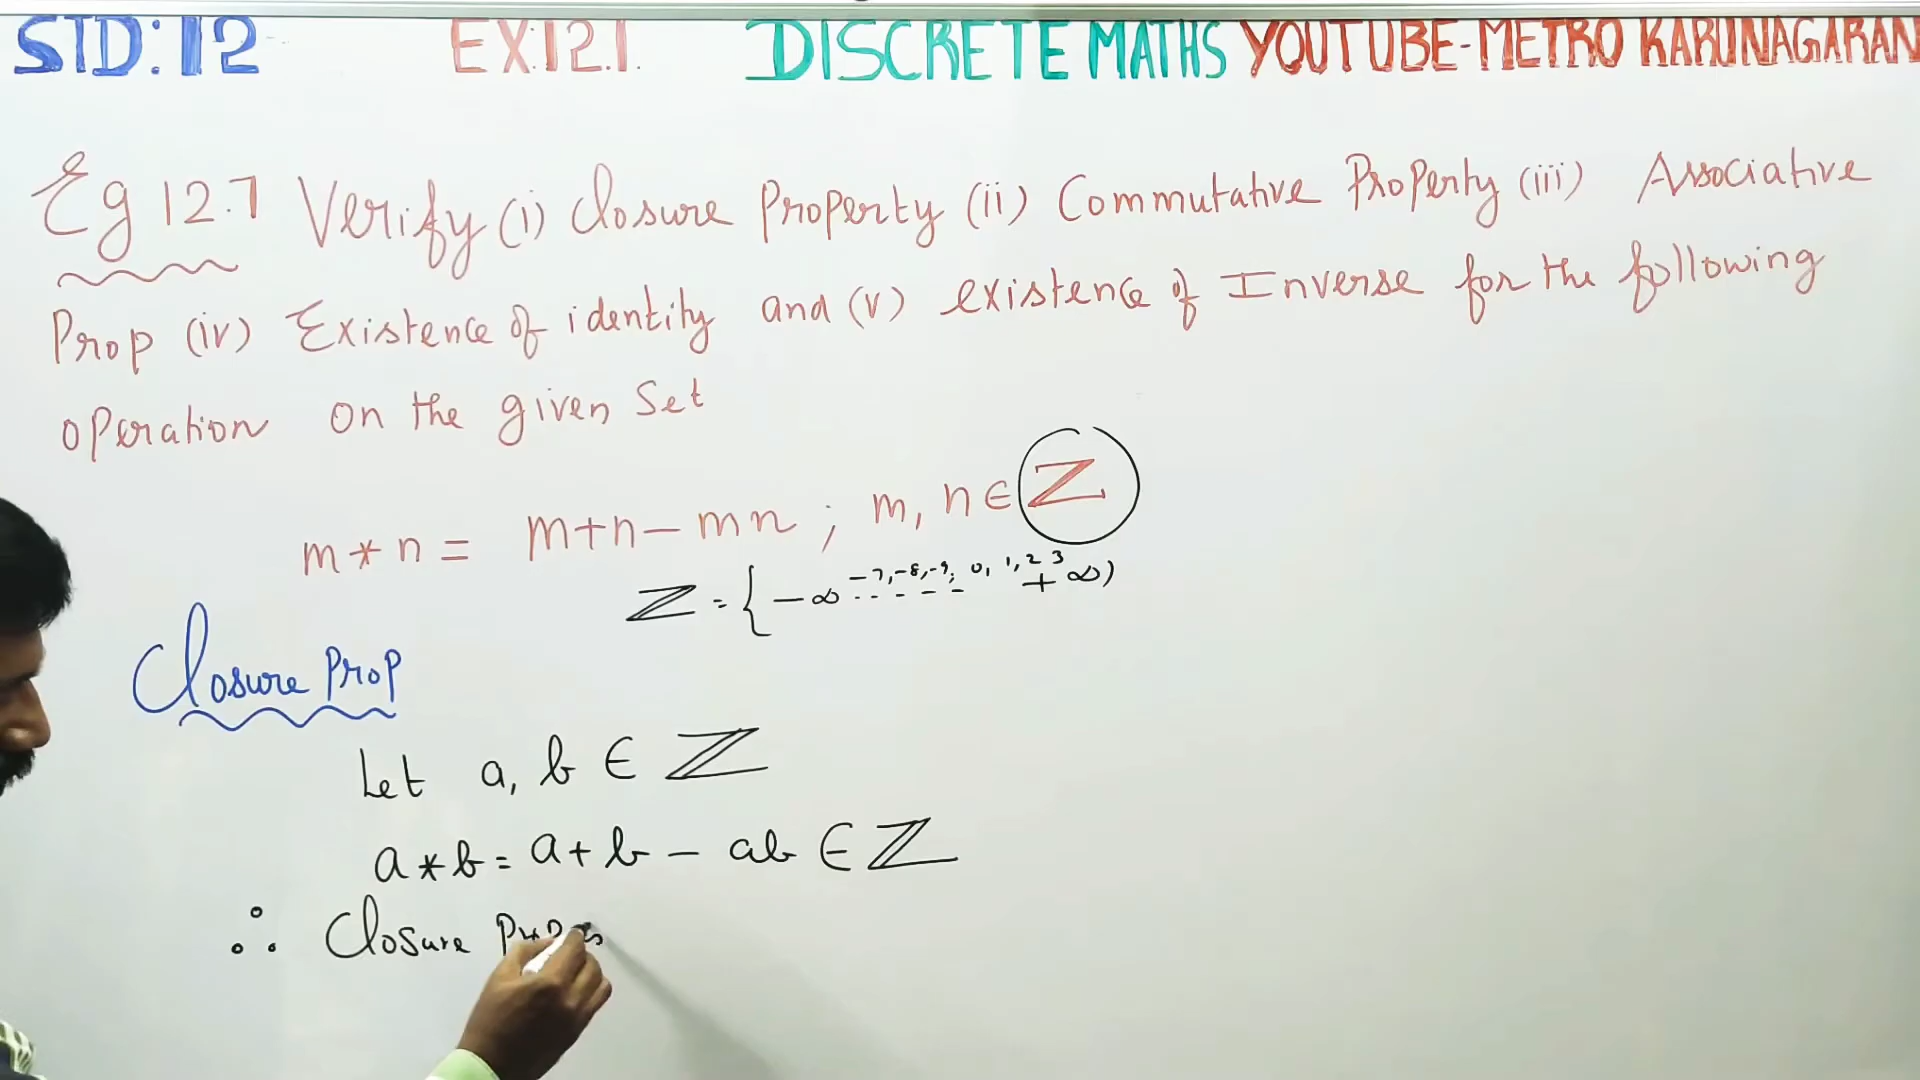 STD:12 EX:12.1. DISCRETE MATHS YOUTUBE-METRO KARUNAGARAN
Eg 12.7 Verify (i) Closure Property (ii) Commutative Property (iii) Associative
Prop (iv) Existence of identity and (v) existence of Inverse for the following
operation on the given Set
m * n = m+n-mn ; m, n ∈ ℤ
-7,-8,-9, 0, 1, 2 3
ℤ = { -∞ ..---- +∞)
Closure Prop
Let a, b ∈ ℤ
a * b = a + b - ab ∈ ℤ
∴ Closure